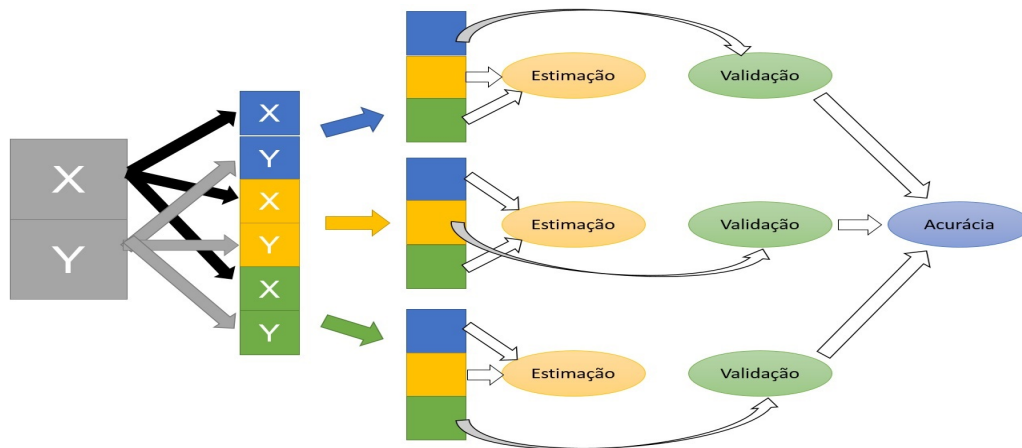 X
Y
X
Y
X
Y
X
Y
Estimação
Validação
Estimação
Validação
Acurácia
Estimação
Validação